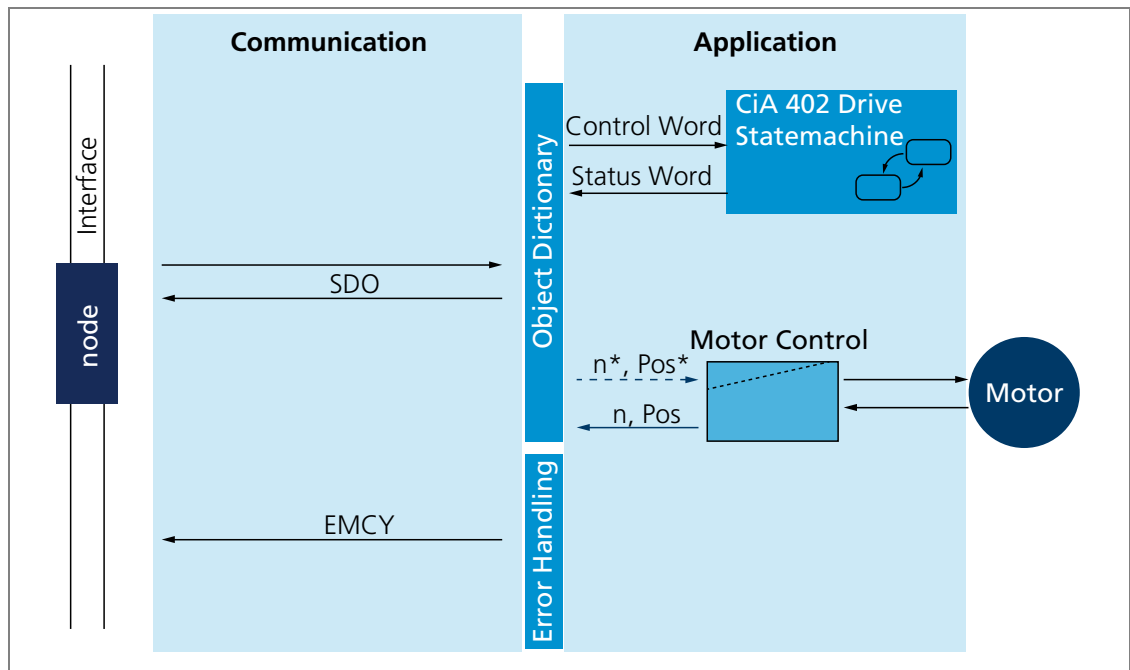 Communication
Application
Interface
node
Object Dictionary
Control Word
Status Word
CiA 402 Drive
Statemachine
SDO
Motor Control
n*, Pos*
n, Pos
Motor
Error Handling
EMCY